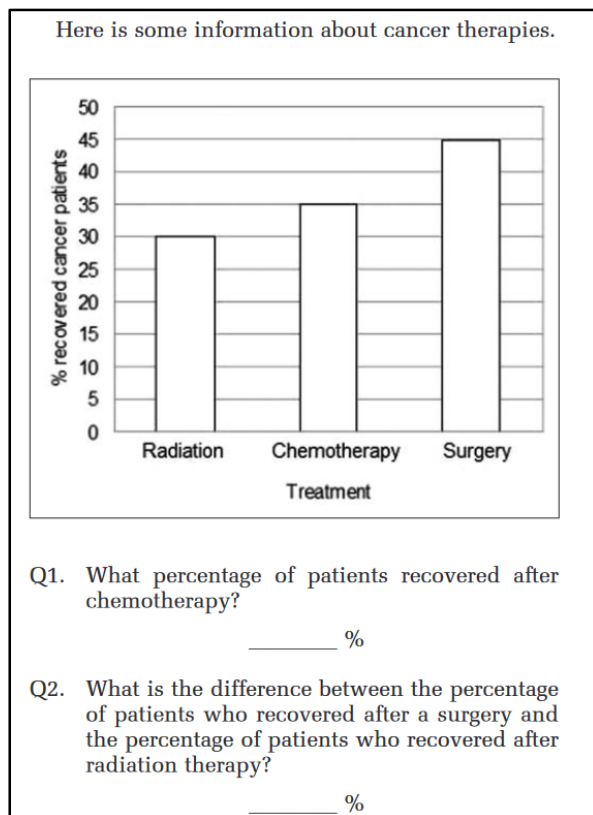 Here is some information about cancer therapies.
50
45
40
35
30
25
20
15
10
5
0
% recovered cancer patients
Radiation Chemotherapy Surgery
Treatment
Q1. What percentage of patients recovered after
chemotherapy?
________ %
Q2. What is the difference between the percentage
of patients who recovered after a surgery and
the percentage of patients who recovered after
radiation therapy?
________ %